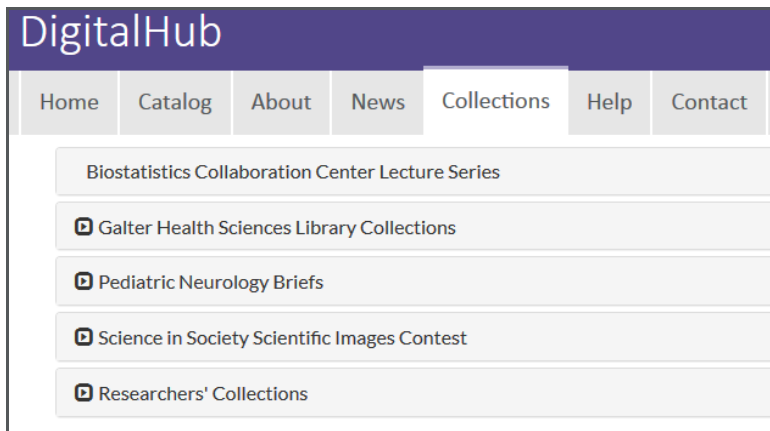 DigitalHub
Home Catalog About News Collections Help Contact
Biostatistics Collaboration Center Lecture Series
Galter Health Sciences Library Collections
Pediatric Neurology Briefs
Science in Society Scientific Images Contest
Researchers' Collections